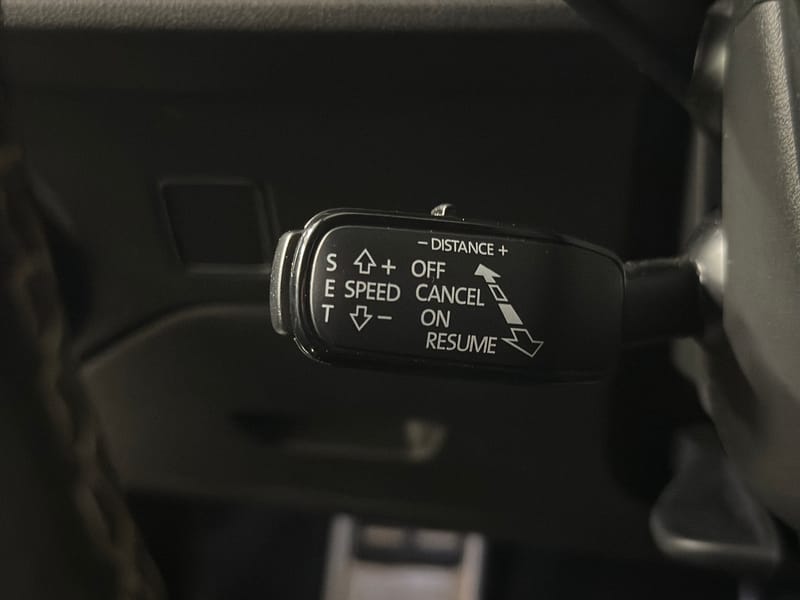 − DISTANCE +
S + OFF
E SPEED CANCEL
T − ON
RESUME